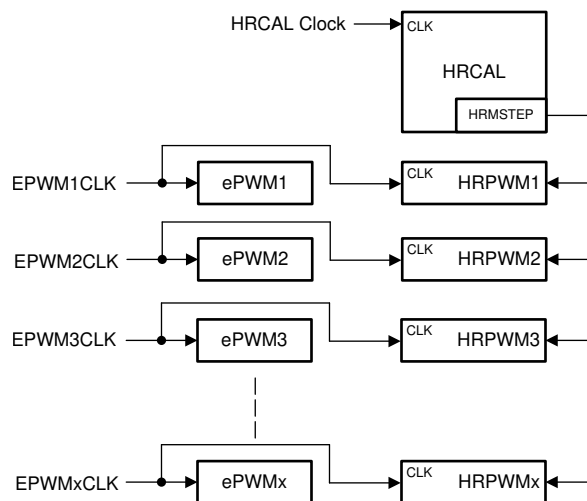 HRCAL Clock
CLK
HRCAL
HRMSTEP
EPWM1CLK
ePWM1
CLK
HRPWM1
EPWM2CLK
ePWM2
CLK
HRPWM2
EPWM3CLK
ePWM3
CLK
HRPWM3
EPWMxCLK
ePWMx
CLK
HRPWMx